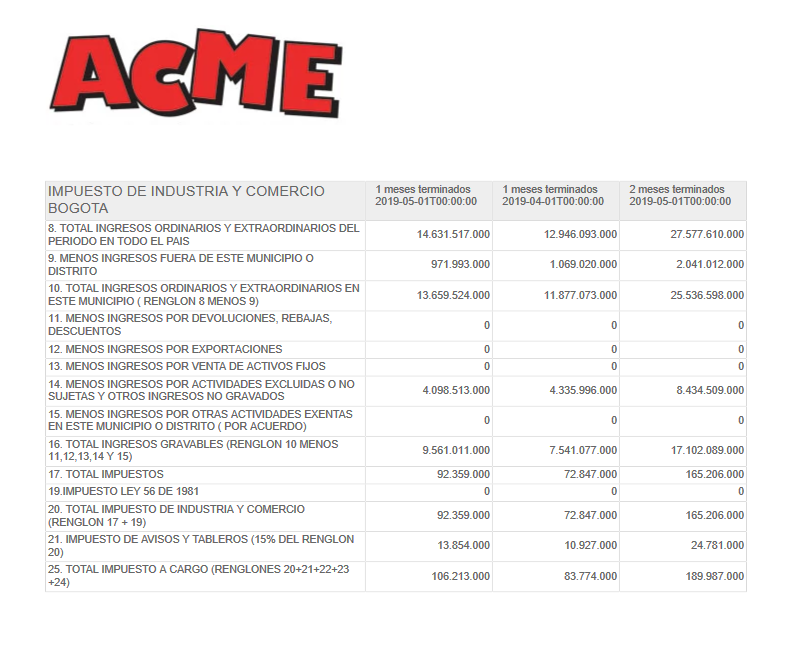 ACME
IMPUESTO DE INDUSTRIA Y COMERCIO
BOGOTA
1 meses terminados
2019-05-01T00:00:00
1 meses terminados
2019-04-01T00:00:00
2 meses terminados
2019-05-01T00:00:00
8. TOTAL INGRESOS ORDINARIOS Y EXTRAORDINARIOS DEL
PERIODO EN TODO EL PAIS
14.631.517.000 12.946.093.000 27.577.610.000
9. MENOS INGRESOS FUERA DE ESTE MUNICIPIO O
DISTRITO
971.993.000 1.069.020.000 2.041.012.000
10. TOTAL INGRESOS ORDINARIOS Y EXTRAORDINARIOS EN
ESTE MUNICIPIO ( RENGLON 8 MENOS 9)
13.659.524.000 11.877.073.000 25.536.598.000
11. MENOS INGRESOS POR DEVOLUCIONES, REBAJAS,
DESCUENTOS
0 0 0
12. MENOS INGRESOS POR EXPORTACIONES 0 0 0
13. MENOS INGRESOS POR VENTA DE ACTIVOS FIJOS 0 0 0
14. MENOS INGRESOS POR ACTIVIDADES EXCLUIDAS O NO
SUJETAS Y OTROS INGRESOS NO GRAVADOS
4.098.513.000 4.335.996.000 8.434.509.000
15. MENOS INGRESOS POR OTRAS ACTIVIDADES EXENTAS
EN ESTE MUNICIPIO O DISTRITO ( POR ACUERDO)
0 0 0
16. TOTAL INGRESOS GRAVABLES (RENGLON 10 MENOS
11,12,13,14 Y 15)
9.561.011.000 7.541.077.000 17.102.089.000
17. TOTAL IMPUESTOS 92.359.000 72.847.000 165.206.000
19.IMPUESTO LEY 56 DE 1981 0 0 0
20. TOTAL IMPUESTO DE INDUSTRIA Y COMERCIO
(RENGLON 17 + 19)
92.359.000 72.847.000 165.206.000
21. IMPUESTO DE AVISOS Y TABLEROS (15% DEL RENGLON
20)
13.854.000 10.927.000 24.781.000
25. TOTAL IMPUESTO A CARGO (RENGLONES 20+21+22+23
+24)
106.213.000 83.774.000 189.987.000